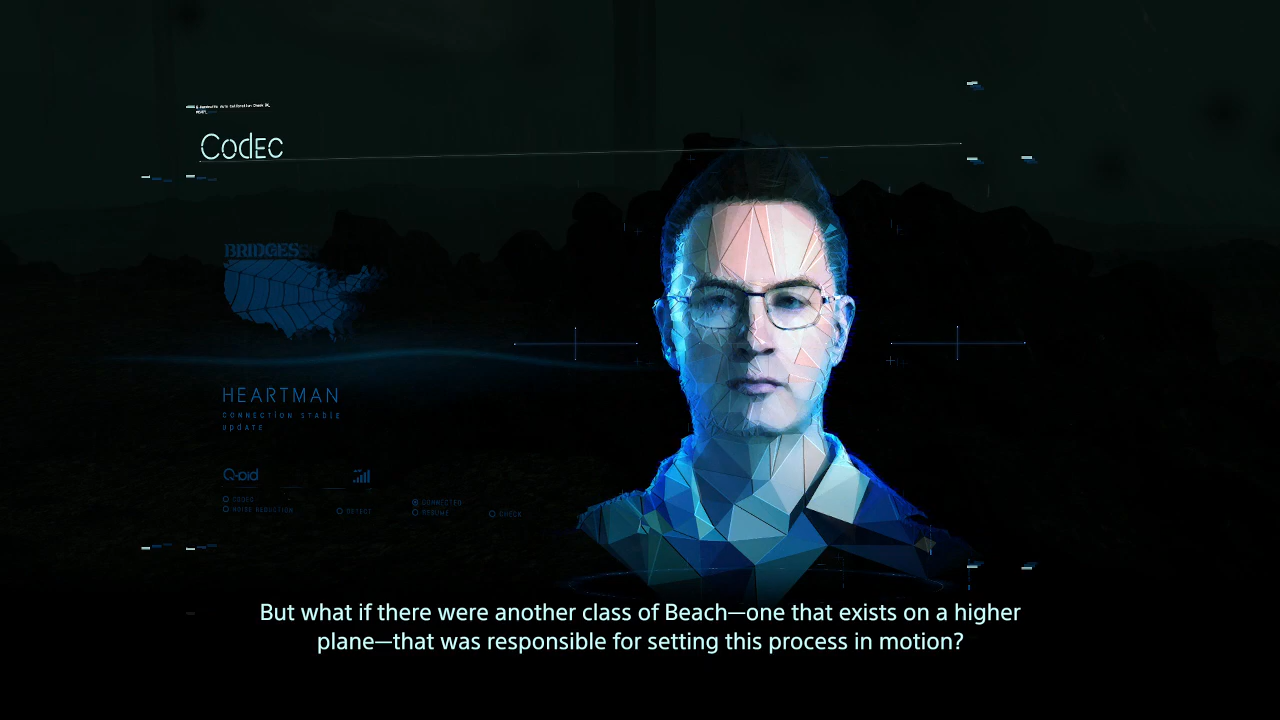 CodEC
BRIDGES
HEARTMAN
CONNECTION STABLE
UPDATE
Q-pid
CODEC
NOISE REDUCTION
DETECT
CONNECTED
RESUME
CHECK
But what if there were another class of Beach—one that exists on a higher
plane—that was responsible for setting this process in motion?